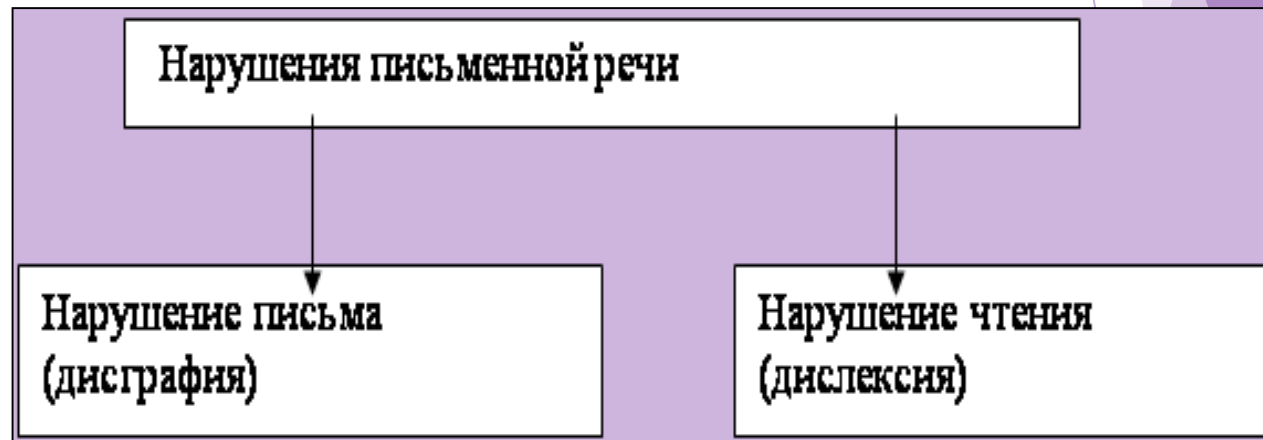 Нарушения письменной речи
Нарушение письма
(дисграфия)
Нарушение чтения
(дислексия)